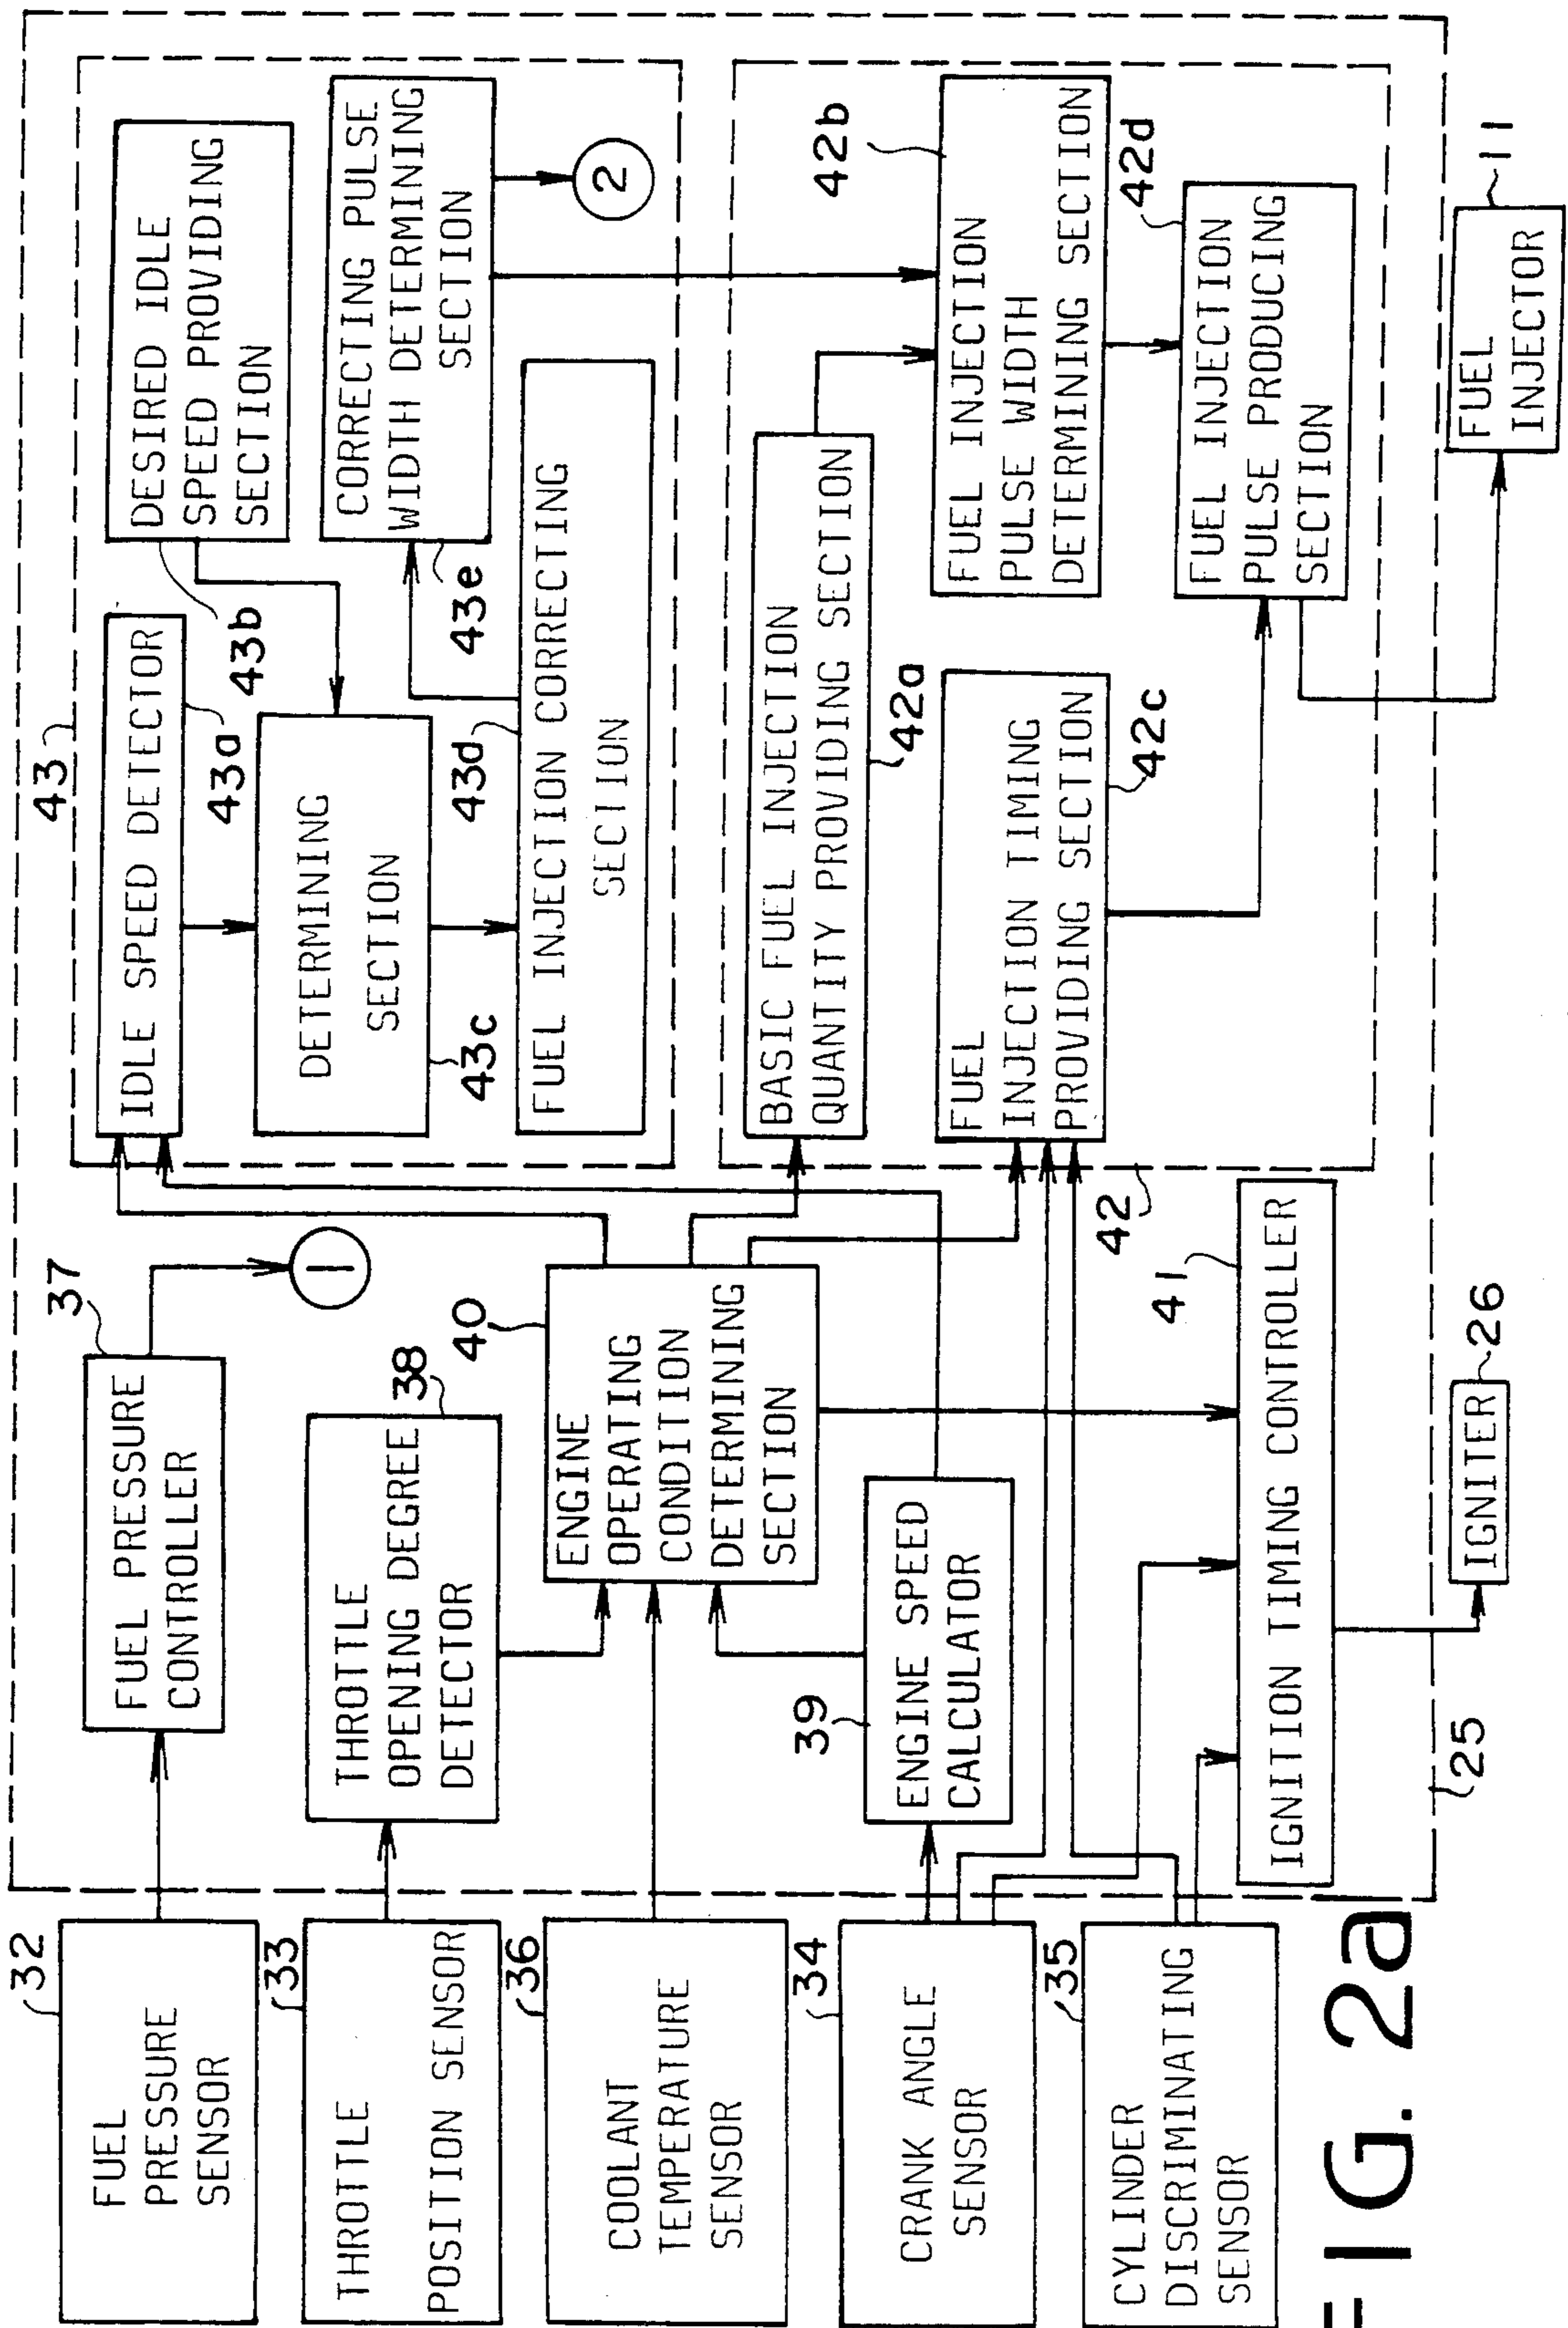 32
FUEL
PRESSURE
SENSOR
33
THROTTLE
POSITION SENSOR
36
COOLANT
TEMPERATURE
SENSOR
34
CRANK ANGLE
SENSOR
35
CYLINDER
DISCRIMINATING
SENSOR
37
FUEL PRESSURE
CONTROLLER
1
38
THROTTLE
OPENING DEGREE
DETECTOR
40
ENGINE
OPERATING
CONDITION
DETERMINING
SECTION
39
ENGINE SPEED
CALCULATOR
41
IGNITION TIMING CONTROLLER
25
IGNITER
26
43
IDLE SPEED DETECTOR
43a
DESIRED IDLE
SPEED PROVIDING
SECTION
43b
DETERMINING
SECTION
43c
CORRECTING PULSE
WIDTH DETERMINING
SECTION
43e
2
43d
FUEL INJECTION CORRECTING
SECTION
BASIC FUEL INJECTION
QUANTITY PROVIDING SECTION
42a
42b
FUEL INJECTION
PULSE WIDTH
DETERMINING SECTION
FUEL
INJECTION TIMING
PROVIDING SECTION
42c
42d
FUEL INJECTION
PULSE PRODUCING
SECTION
42
FUEL
INJECTOR
11
FIG. 2a